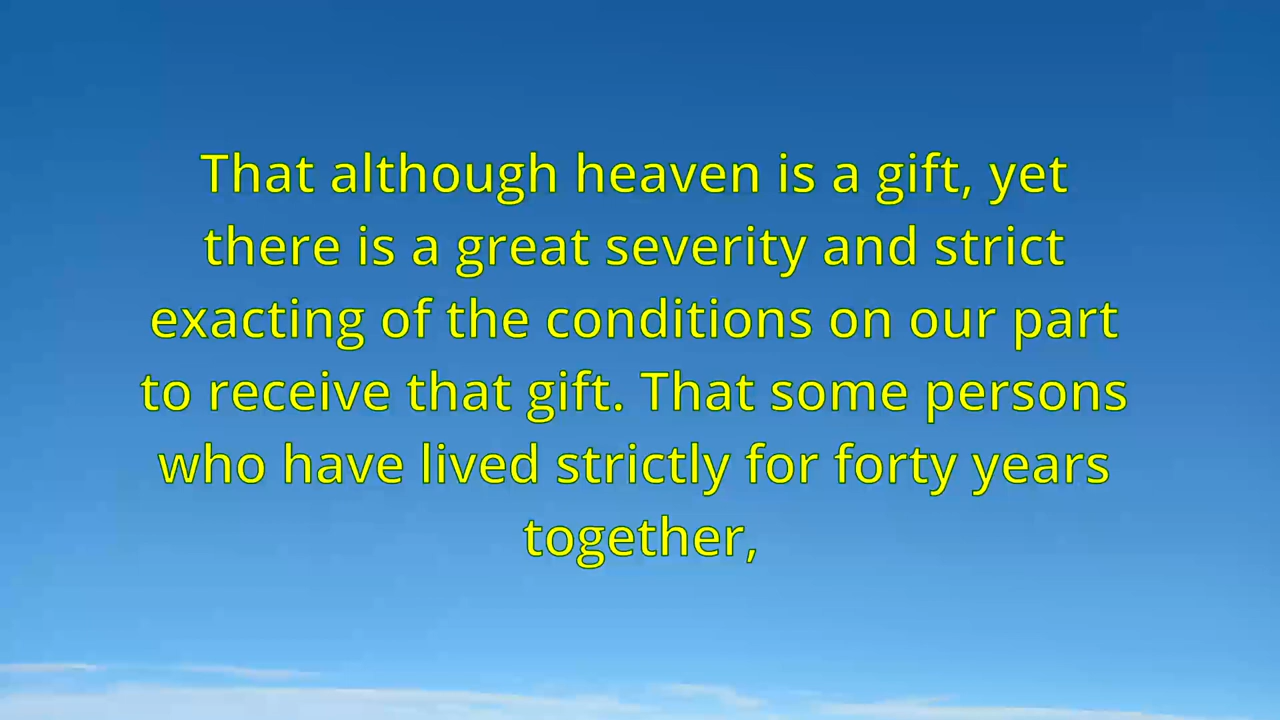 That although heaven is a gift, yet
there is a great severity and strict
exacting of the conditions on our part
to receive that gift. That some persons
who have lived strictly for forty years
together,